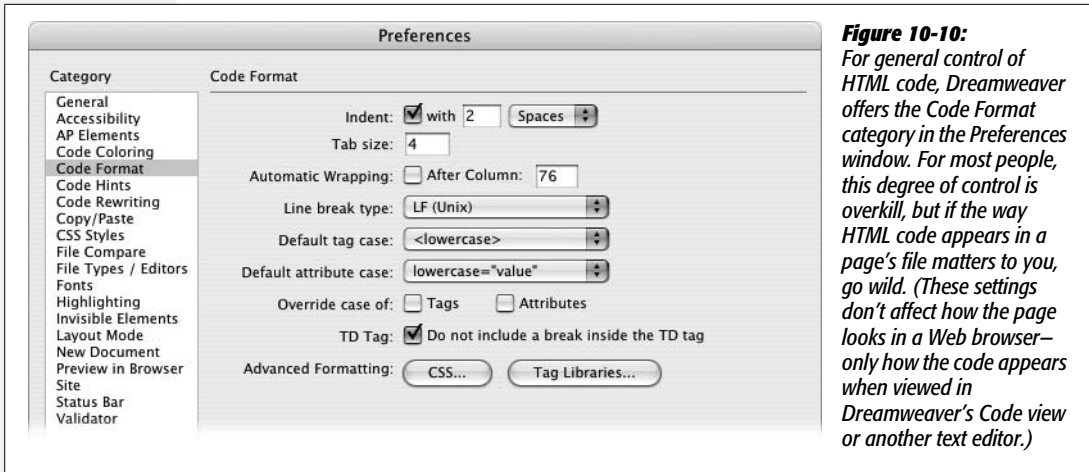 Preferences
Category
General
Accessibility
AP Elements
Code Coloring
Code Format
Code Hints
Code Rewriting
Copy/Paste
CSS Styles
File Compare
File Types / Editors
Fonts
Highlighting
Invisible Elements
Layout Mode
New Document
Preview in Browser
Site
Status Bar
Validator
Code Format
Indent: with 2 Spaces
Tab size: 4
Automatic Wrapping: After Column: 76
Line break type: LF (Unix)
Default tag case: <lowercase>
Default attribute case: lowercase="value"
Override case of: Tags Attributes
TD Tag: Do not include a break inside the TD tag
Advanced Formatting: CSS... Tag Libraries...
Figure 10-10:
For general control of
HTML code, Dreamweaver
offers the Code Format
category in the Preferences
window. For most people,
this degree of control is
overkill, but if the way
HTML code appears in a
page's file matters to you,
go wild. (These settings
don't affect how the page
looks in a Web browser—
only how the code appears
when viewed in
Dreamweaver's Code view
or another text editor.)